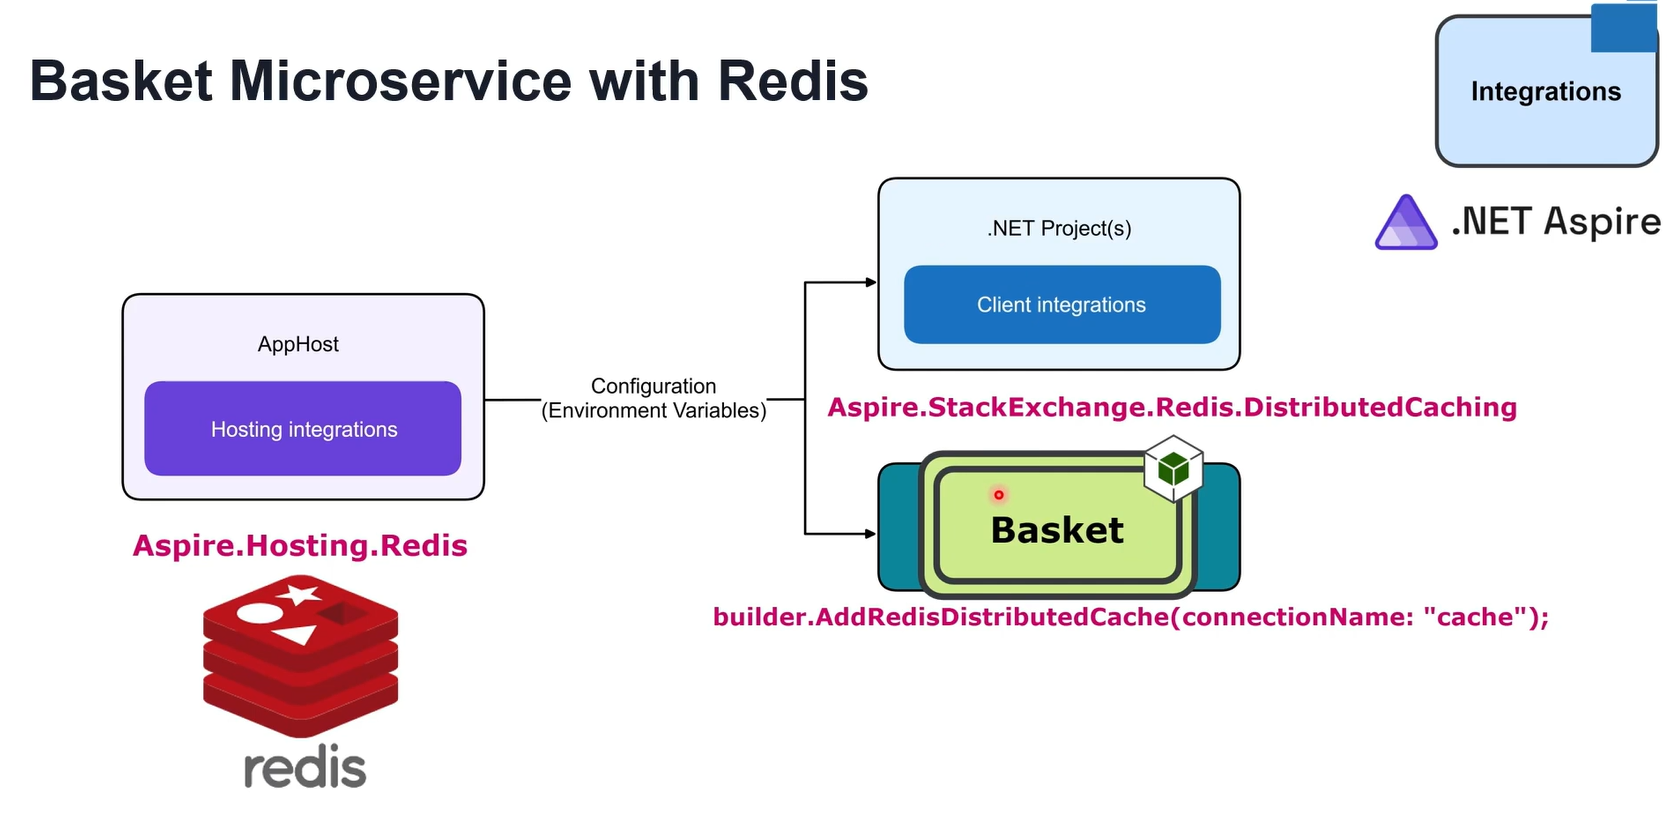 Basket Microservice with Redis
Integrations
.NET Aspire
.NET Project(s)
Client integrations
AppHost
Hosting integrations
Configuration
(Environment Variables)
Aspire.StackExchange.Redis.DistributedCaching
Basket
Aspire.Hosting.Redis
builder.AddRedisDistributedCache(connectionName: "cache");
redis